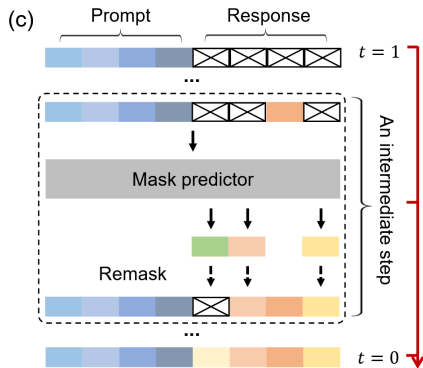 (c)
Prompt
Response
t = 1
...
Mask predictor
Remask
An intermediate step
...
t = 0